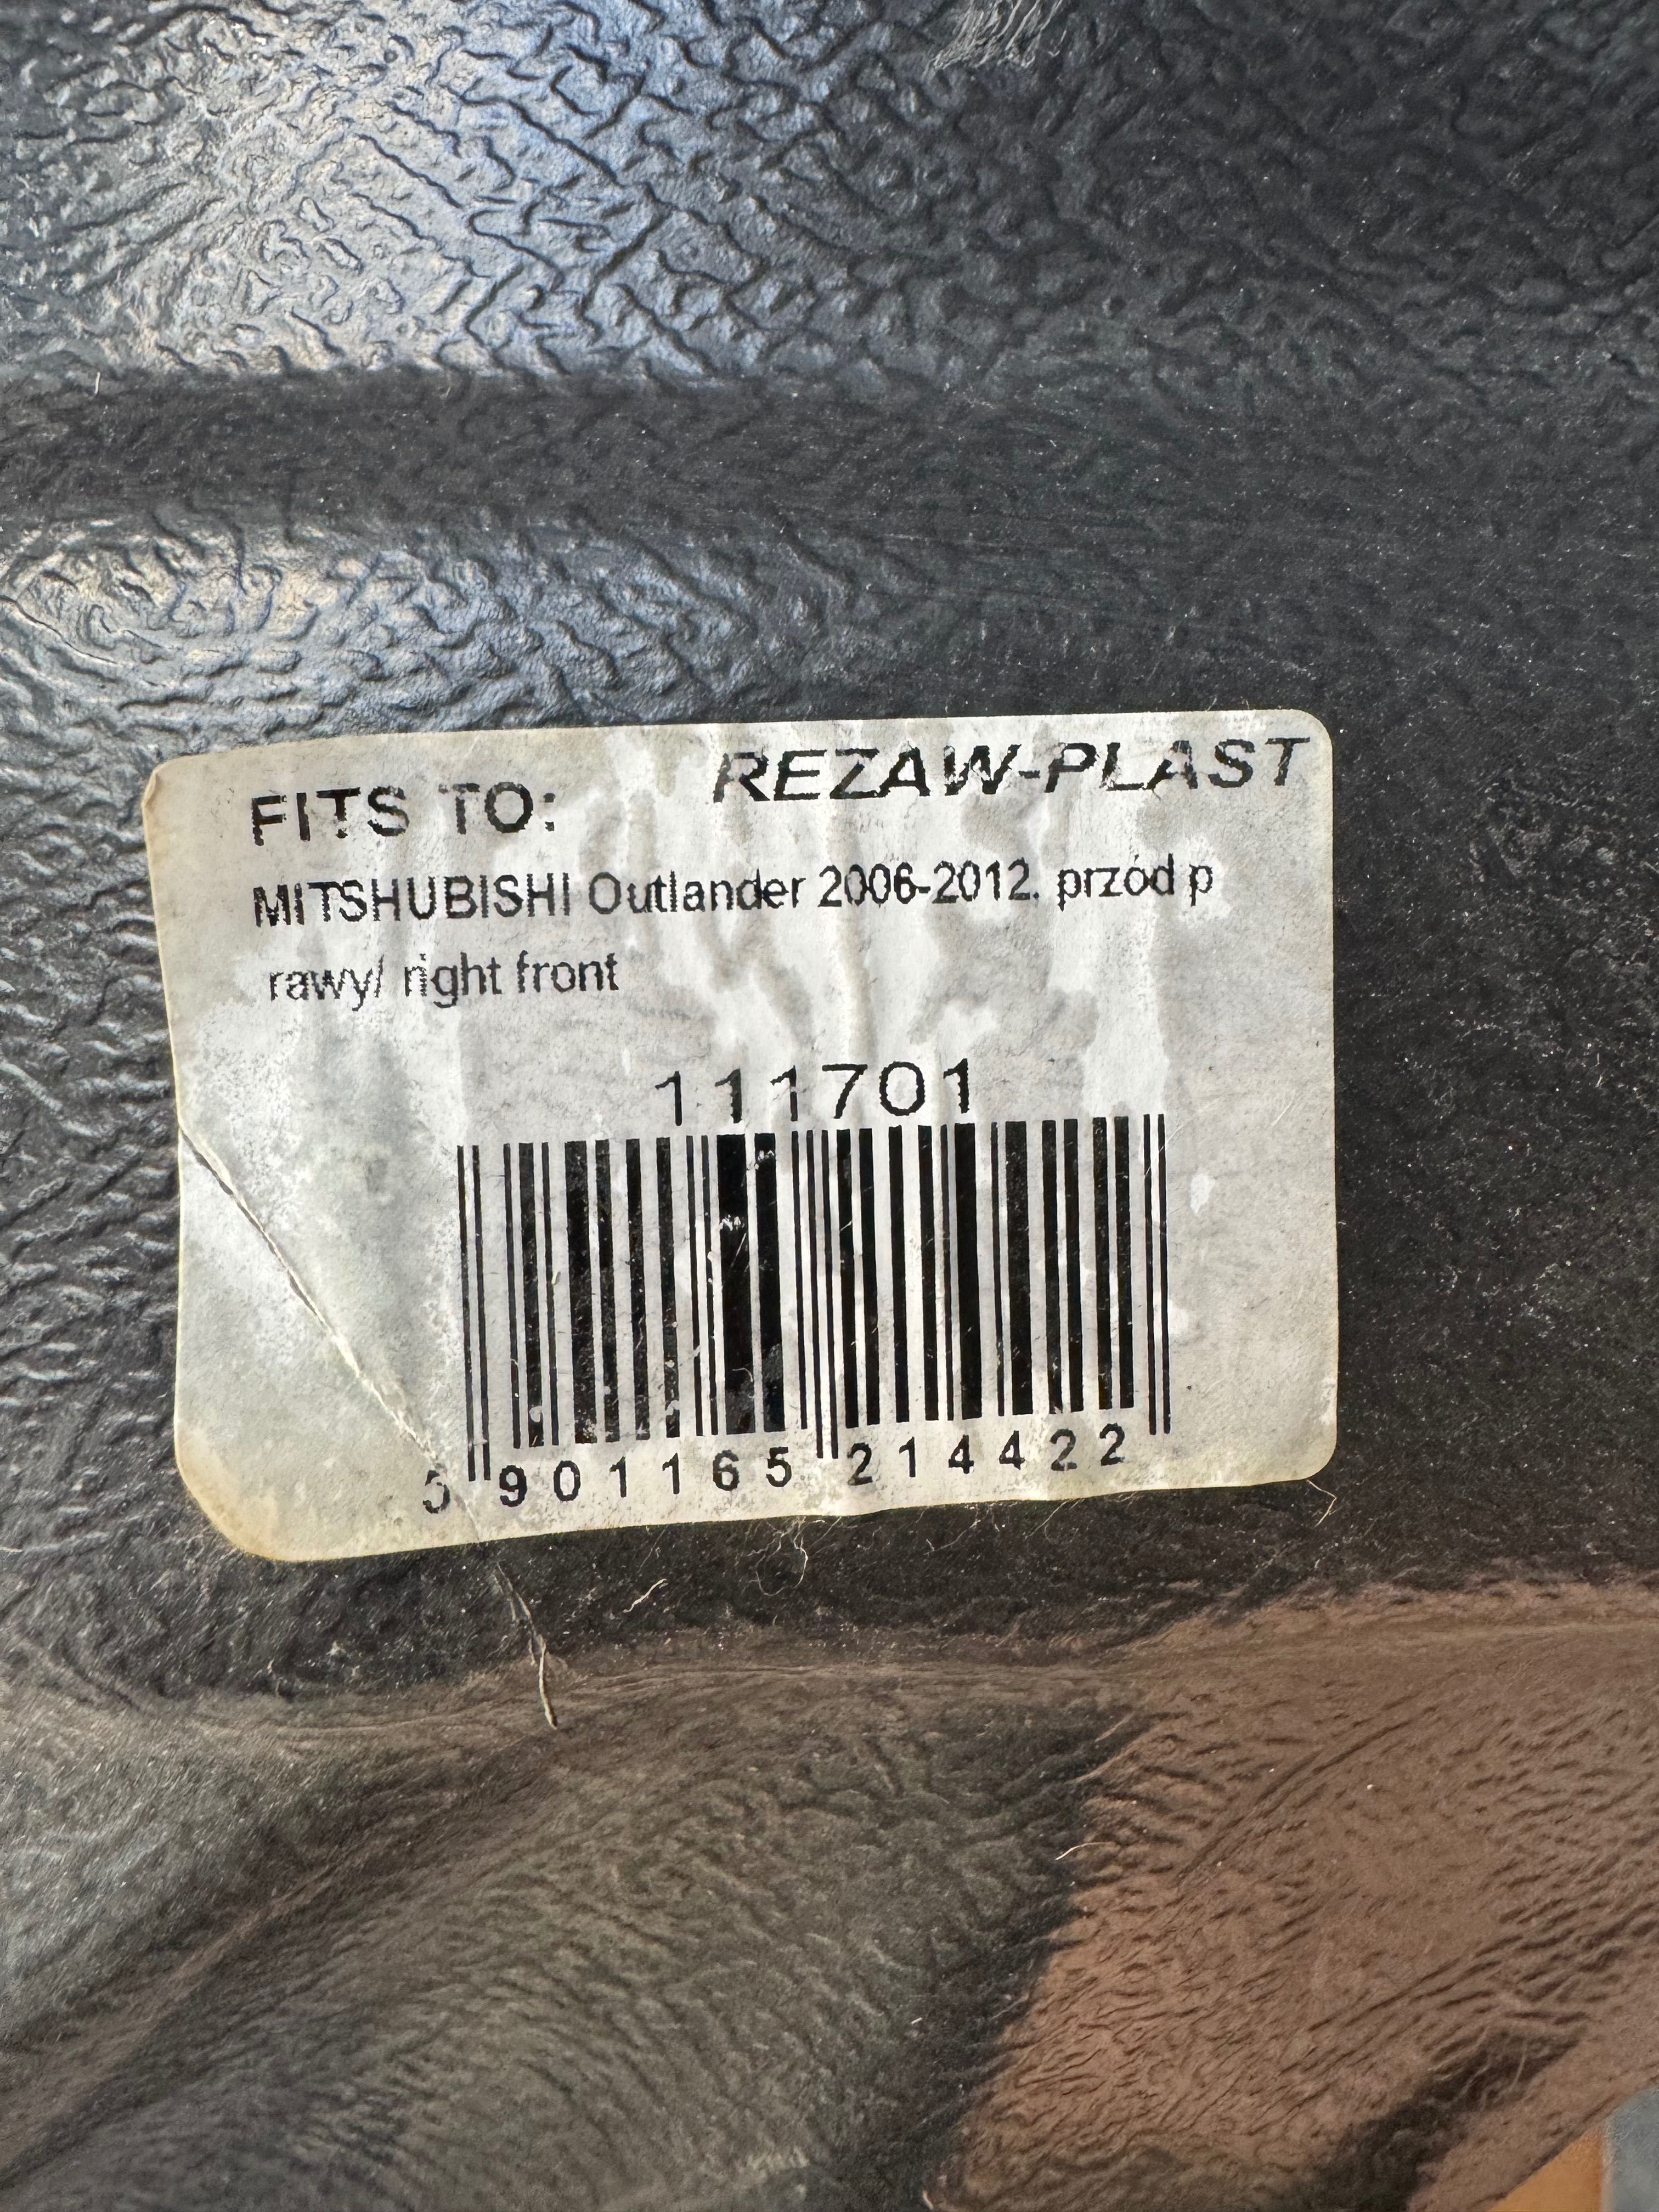 REZAW-PLAST
FITS TO:
MITSHUBISHI Outlander 2006-2012. przód p
rawy/ right front
111701
5 901165 214422